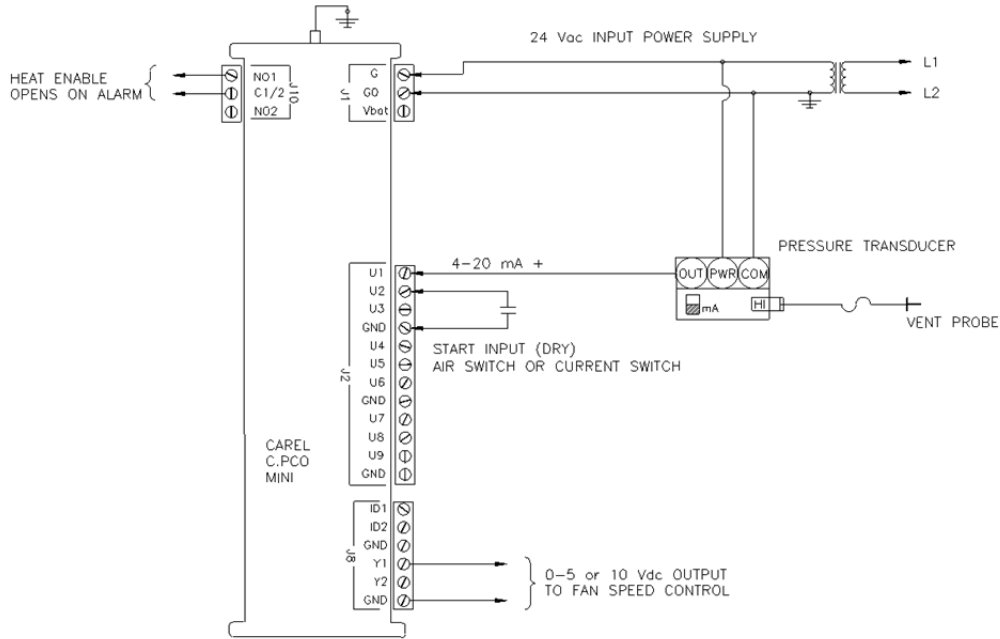 24 Vac INPUT POWER SUPPLY
HEAT ENABLE
OPENS ON ALARM
NO1
C1/2
NO2
J10
J1
G
G0
Vbat
L1
L2
PRESSURE TRANSDUCER
4-20 mA +
OUT PWR COM
mA
HI
VENT PROBE
U1
U2
U3
GND
U4
U5
U6
GND
U7
U8
U9
GND
J2
START INPUT (DRY)
AIR SWITCH OR CURRENT SWITCH
CAREL
C.PCO
MINI
ID1
ID2
GND
Y1
Y2
GND
J8
0-5 or 10 Vdc OUTPUT
TO FAN SPEED CONTROL